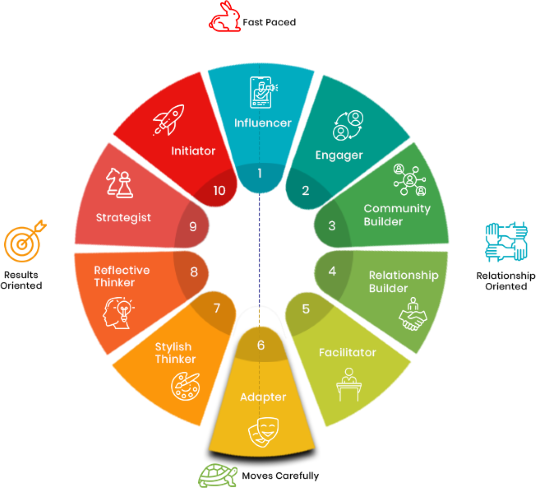 Fast Paced
Influencer
1
Engager
2
Community
Builder
3
Relationship
Builder
4
Facilitator
5
6
Adapter
Stylish
Thinker
7
Reflective
Thinker
8
Strategist
9
Initiator
10
Results
Oriented
Relationship
Oriented
Moves Carefully